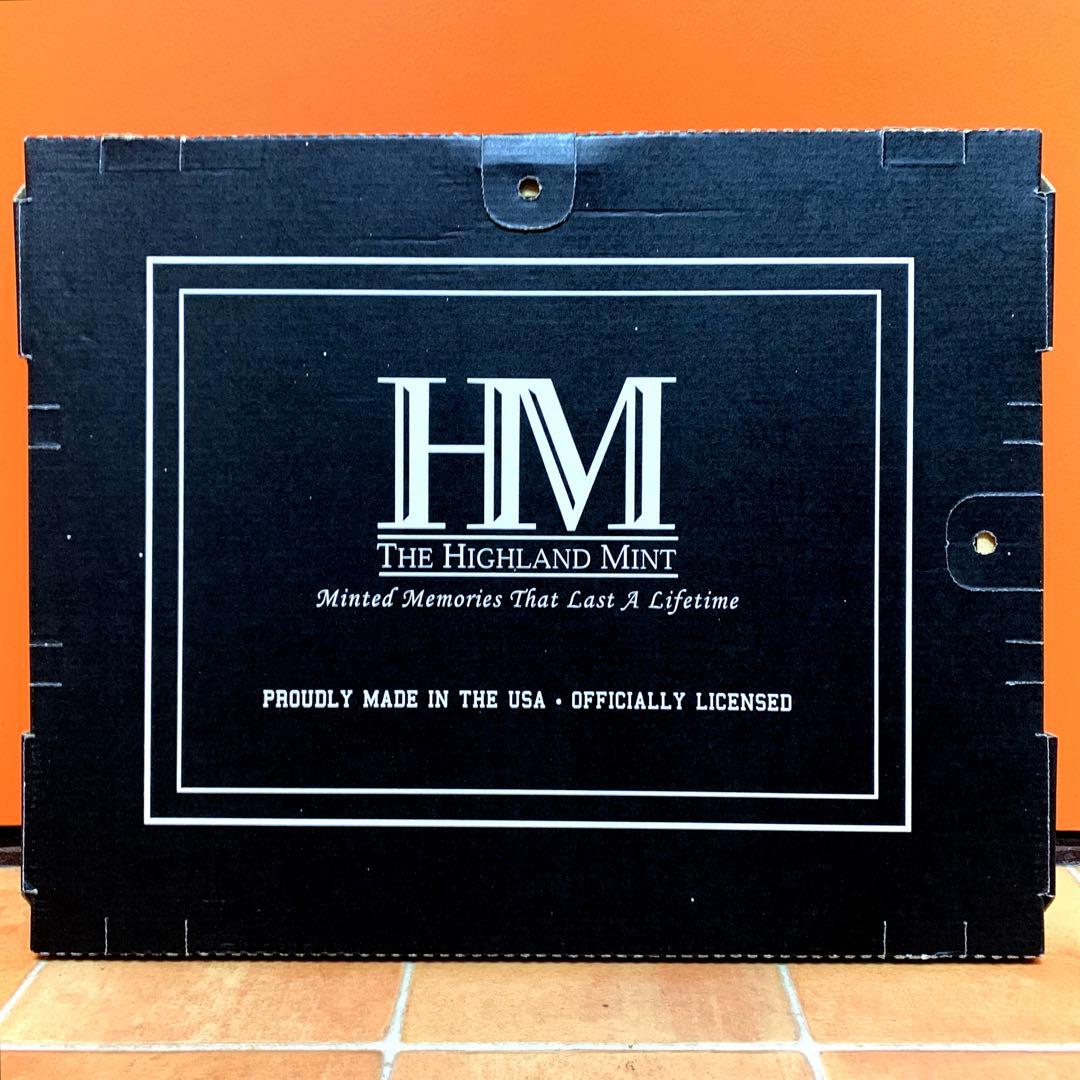 HM
THE HIGHLAND MINT
Minted Memories That Last A Lifetime
PROUDLY MADE IN THE USA • OFFICIALLY LICENSED